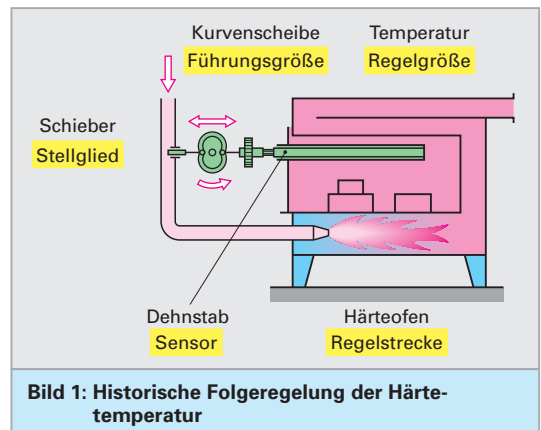 Kurvenscheibe
Führungsgröße
Temperatur
Regelgröße
Schieber
Stellglied
Dehnstab
Sensor
Härteofen
Regelstrecke
Bild 1: Historische Folgeregelung der Härte-
temperatur